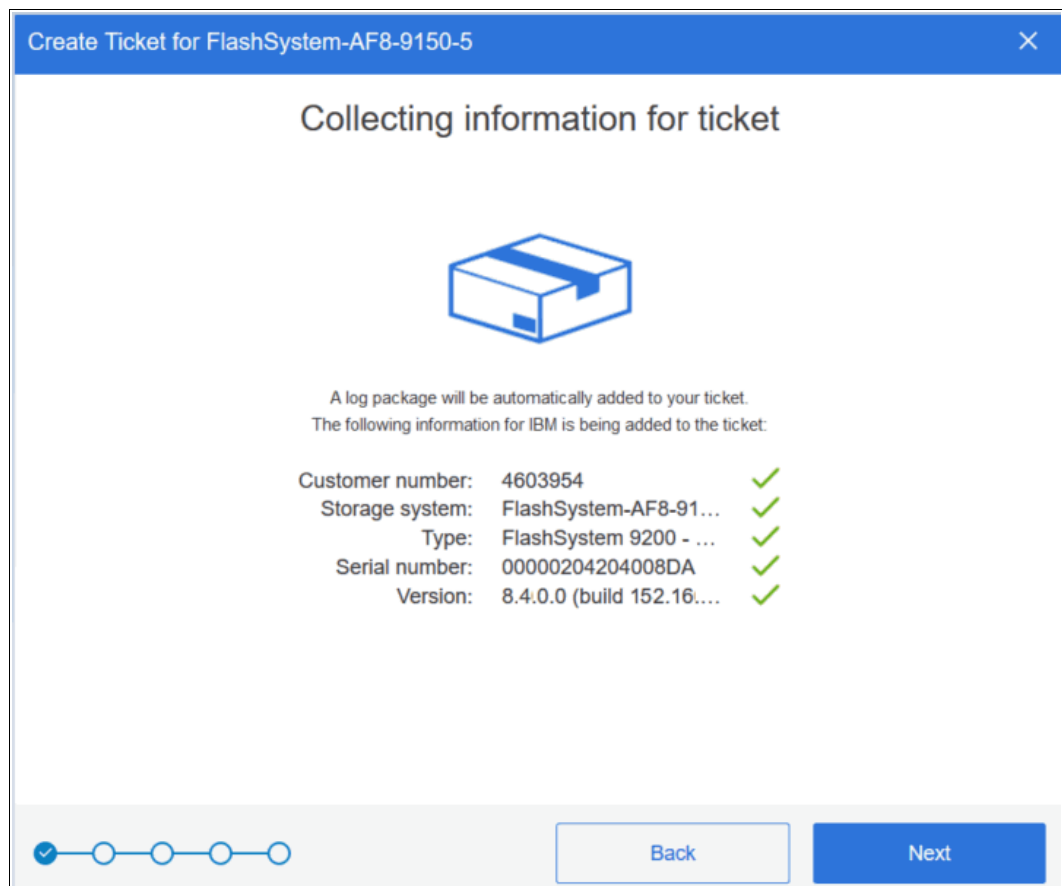 Create Ticket for FlashSystem-AF8-9150-5
Collecting information for ticket
A log package will be automatically added to your ticket.
The following information for IBM is being added to the ticket:
Customer number: 4603954
Storage system: FlashSystem-AF8-91...
Type: FlashSystem 9200 - ...
Serial number: 00000204204008DA
Version: 8.4.0.0 (build 152.16....
Back
Next